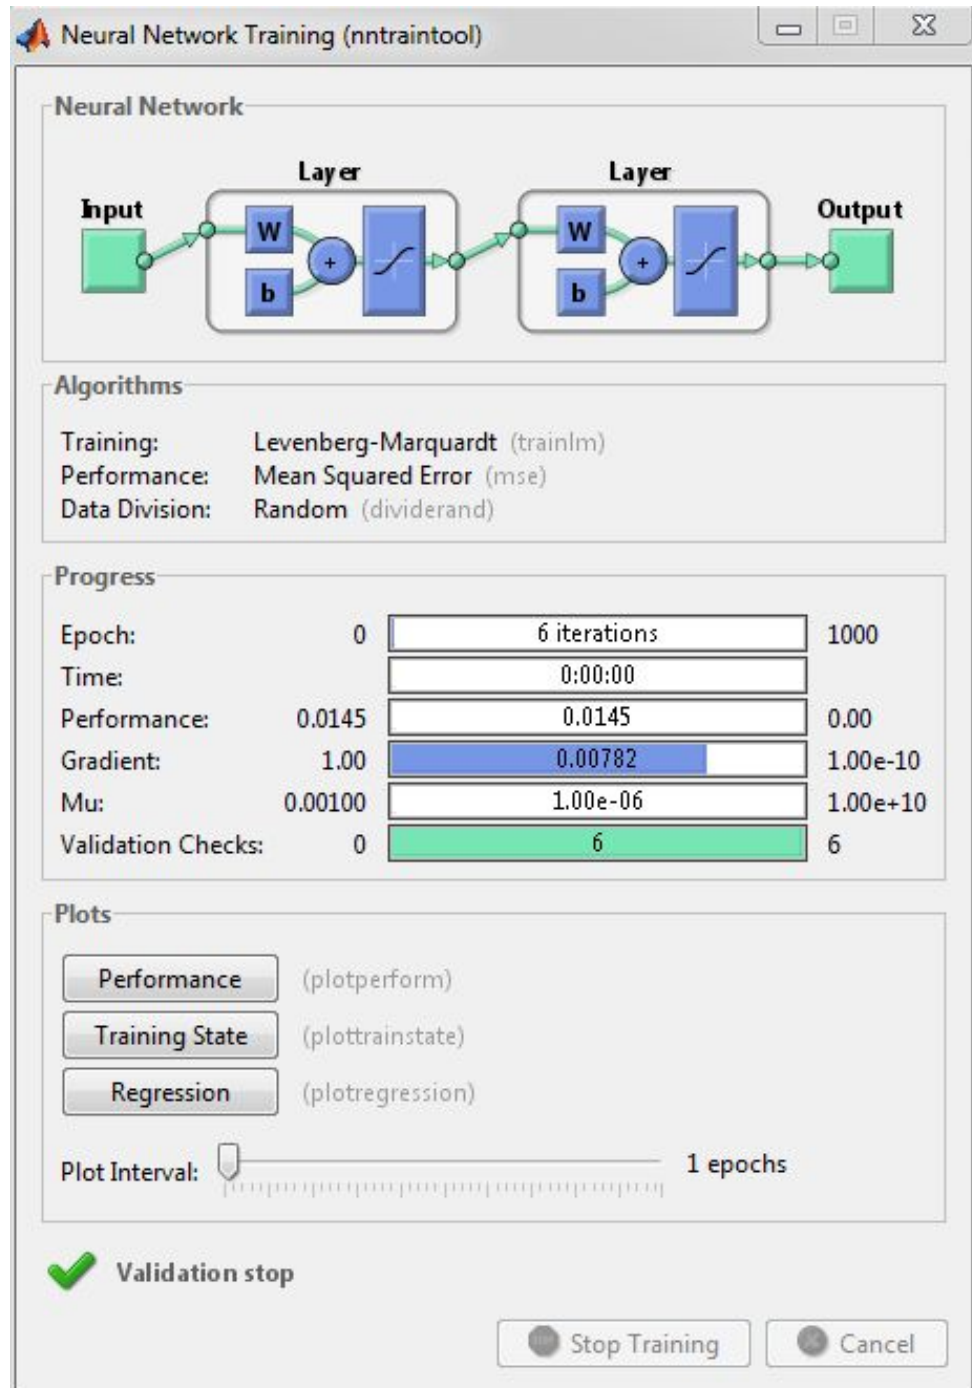 Neural Network Training (nntraintool)
Neural Network
Layer Layer
Input Output
W W
+ +
b b
Algorithms
Training: Levenberg-Marquardt (trainlm)
Performance: Mean Squared Error (mse)
Data Division: Random (dividerand)
Progress
Epoch: 0 6 iterations 1000
Time: 0:00:00
Performance: 0.0145 0.0145 0.00
Gradient: 1.00 0.00782 1.00e-10
Mu: 0.00100 1.00e-06 1.00e+10
Validation Checks: 0 6 6
Plots
Performance (plotperform)
Training State (plottrainstate)
Regression (plotregression)
Plot Interval: 1 epochs
Validation stop
Stop Training Cancel